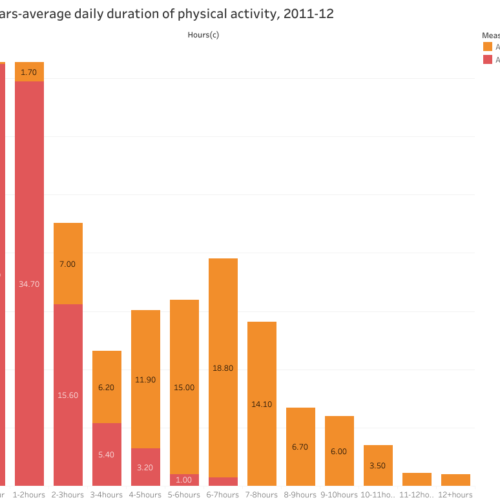 ars-average daily duration of physical activity, 2011-12
Hours(c)
Meas
A
A
1.70
7.00
34.70
6.20
11.90
15.00
18.80
14.10
15.60
5.40
3.20
1.00
6.70
6.00
3.50
ur 1-2hours 2-3hours 3-4hours 4-5hours 5-6hours 6-7hours 7-8hours 8-9hours 9-10hours 10-11ho.. 11-12ho.. 12+hours